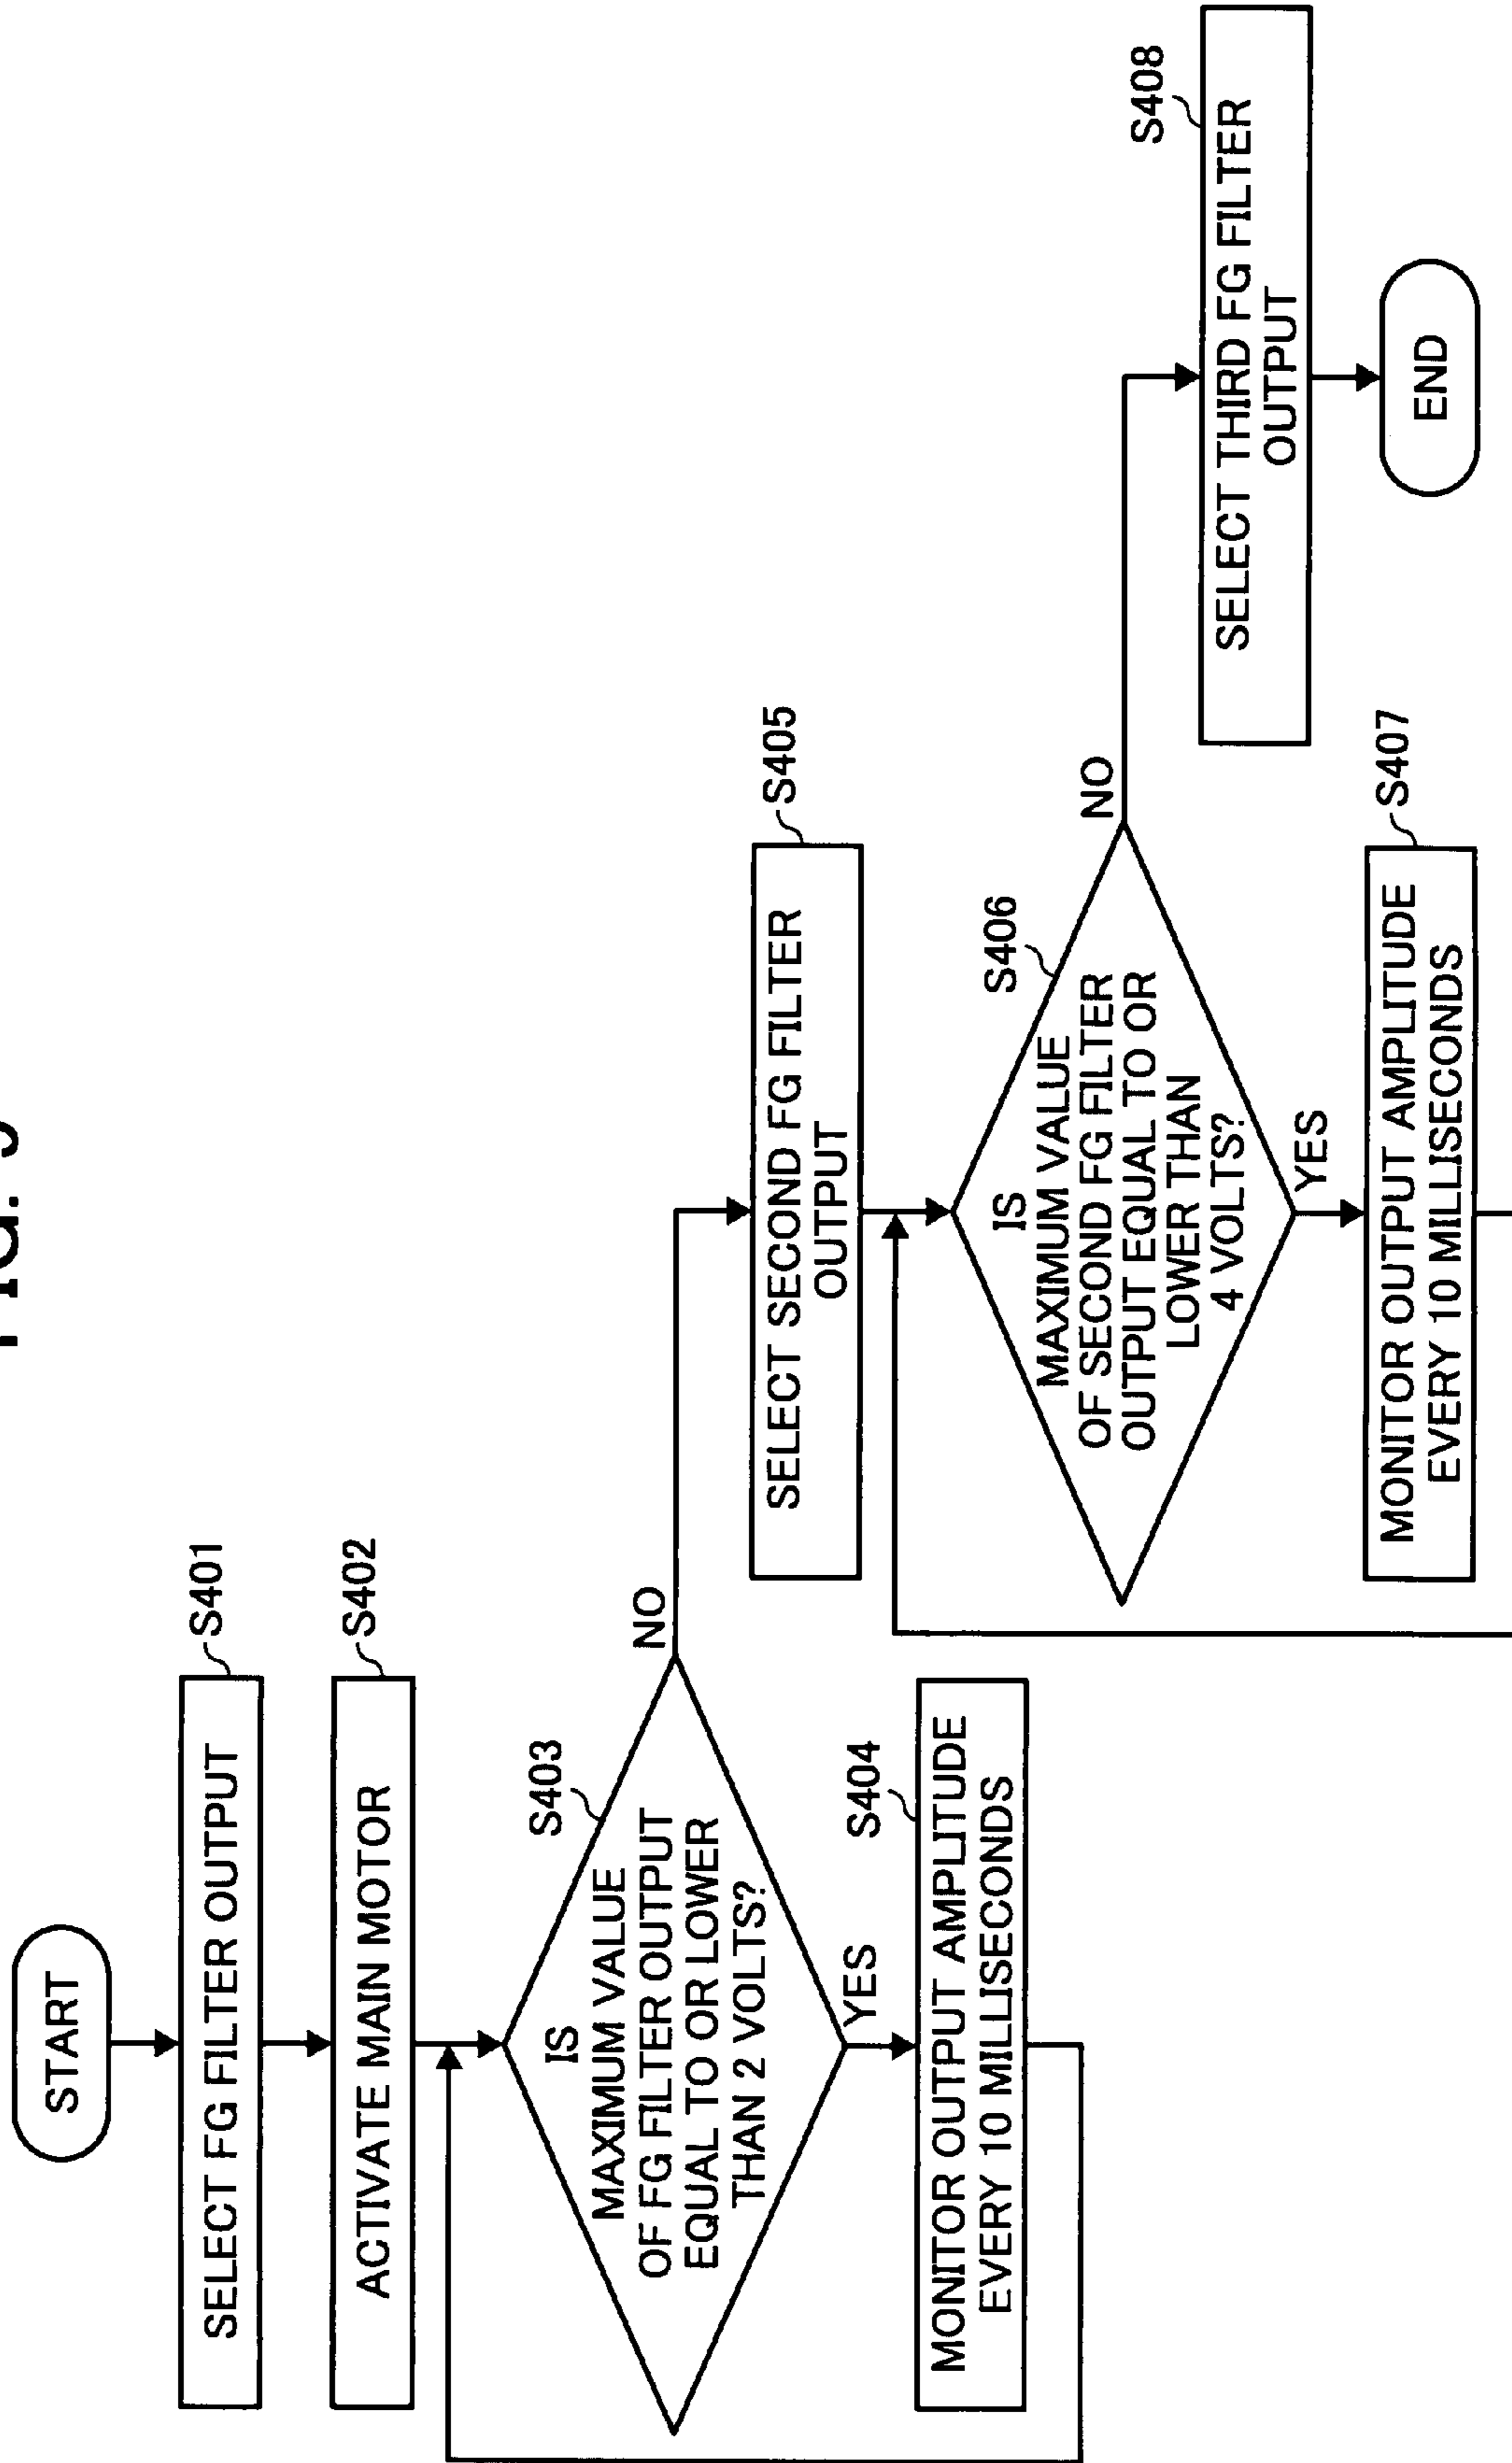 START
SELECT FG FILTER OUTPUT
S401
ACTIVATE MAIN MOTOR
S402
IS
MAXIMUM VALUE
OF FG FILTER OUTPUT
EQUAL TO OR LOWER
THAN 2 VOLTS?
S403
NO
YES
MONITOR OUTPUT AMPLITUDE
EVERY 10 MILLISECONDS
S404
SELECT SECOND FG FILTER
OUTPUT
S405
IS
MAXIMUM VALUE
OF SECOND FG FILTER
OUTPUT EQUAL TO OR
LOWER THAN
4 VOLTS?
S406
NO
YES
MONITOR OUTPUT AMPLITUDE
EVERY 10 MILLISECONDS
S407
SELECT THIRD FG FILTER
OUTPUT
S408
END